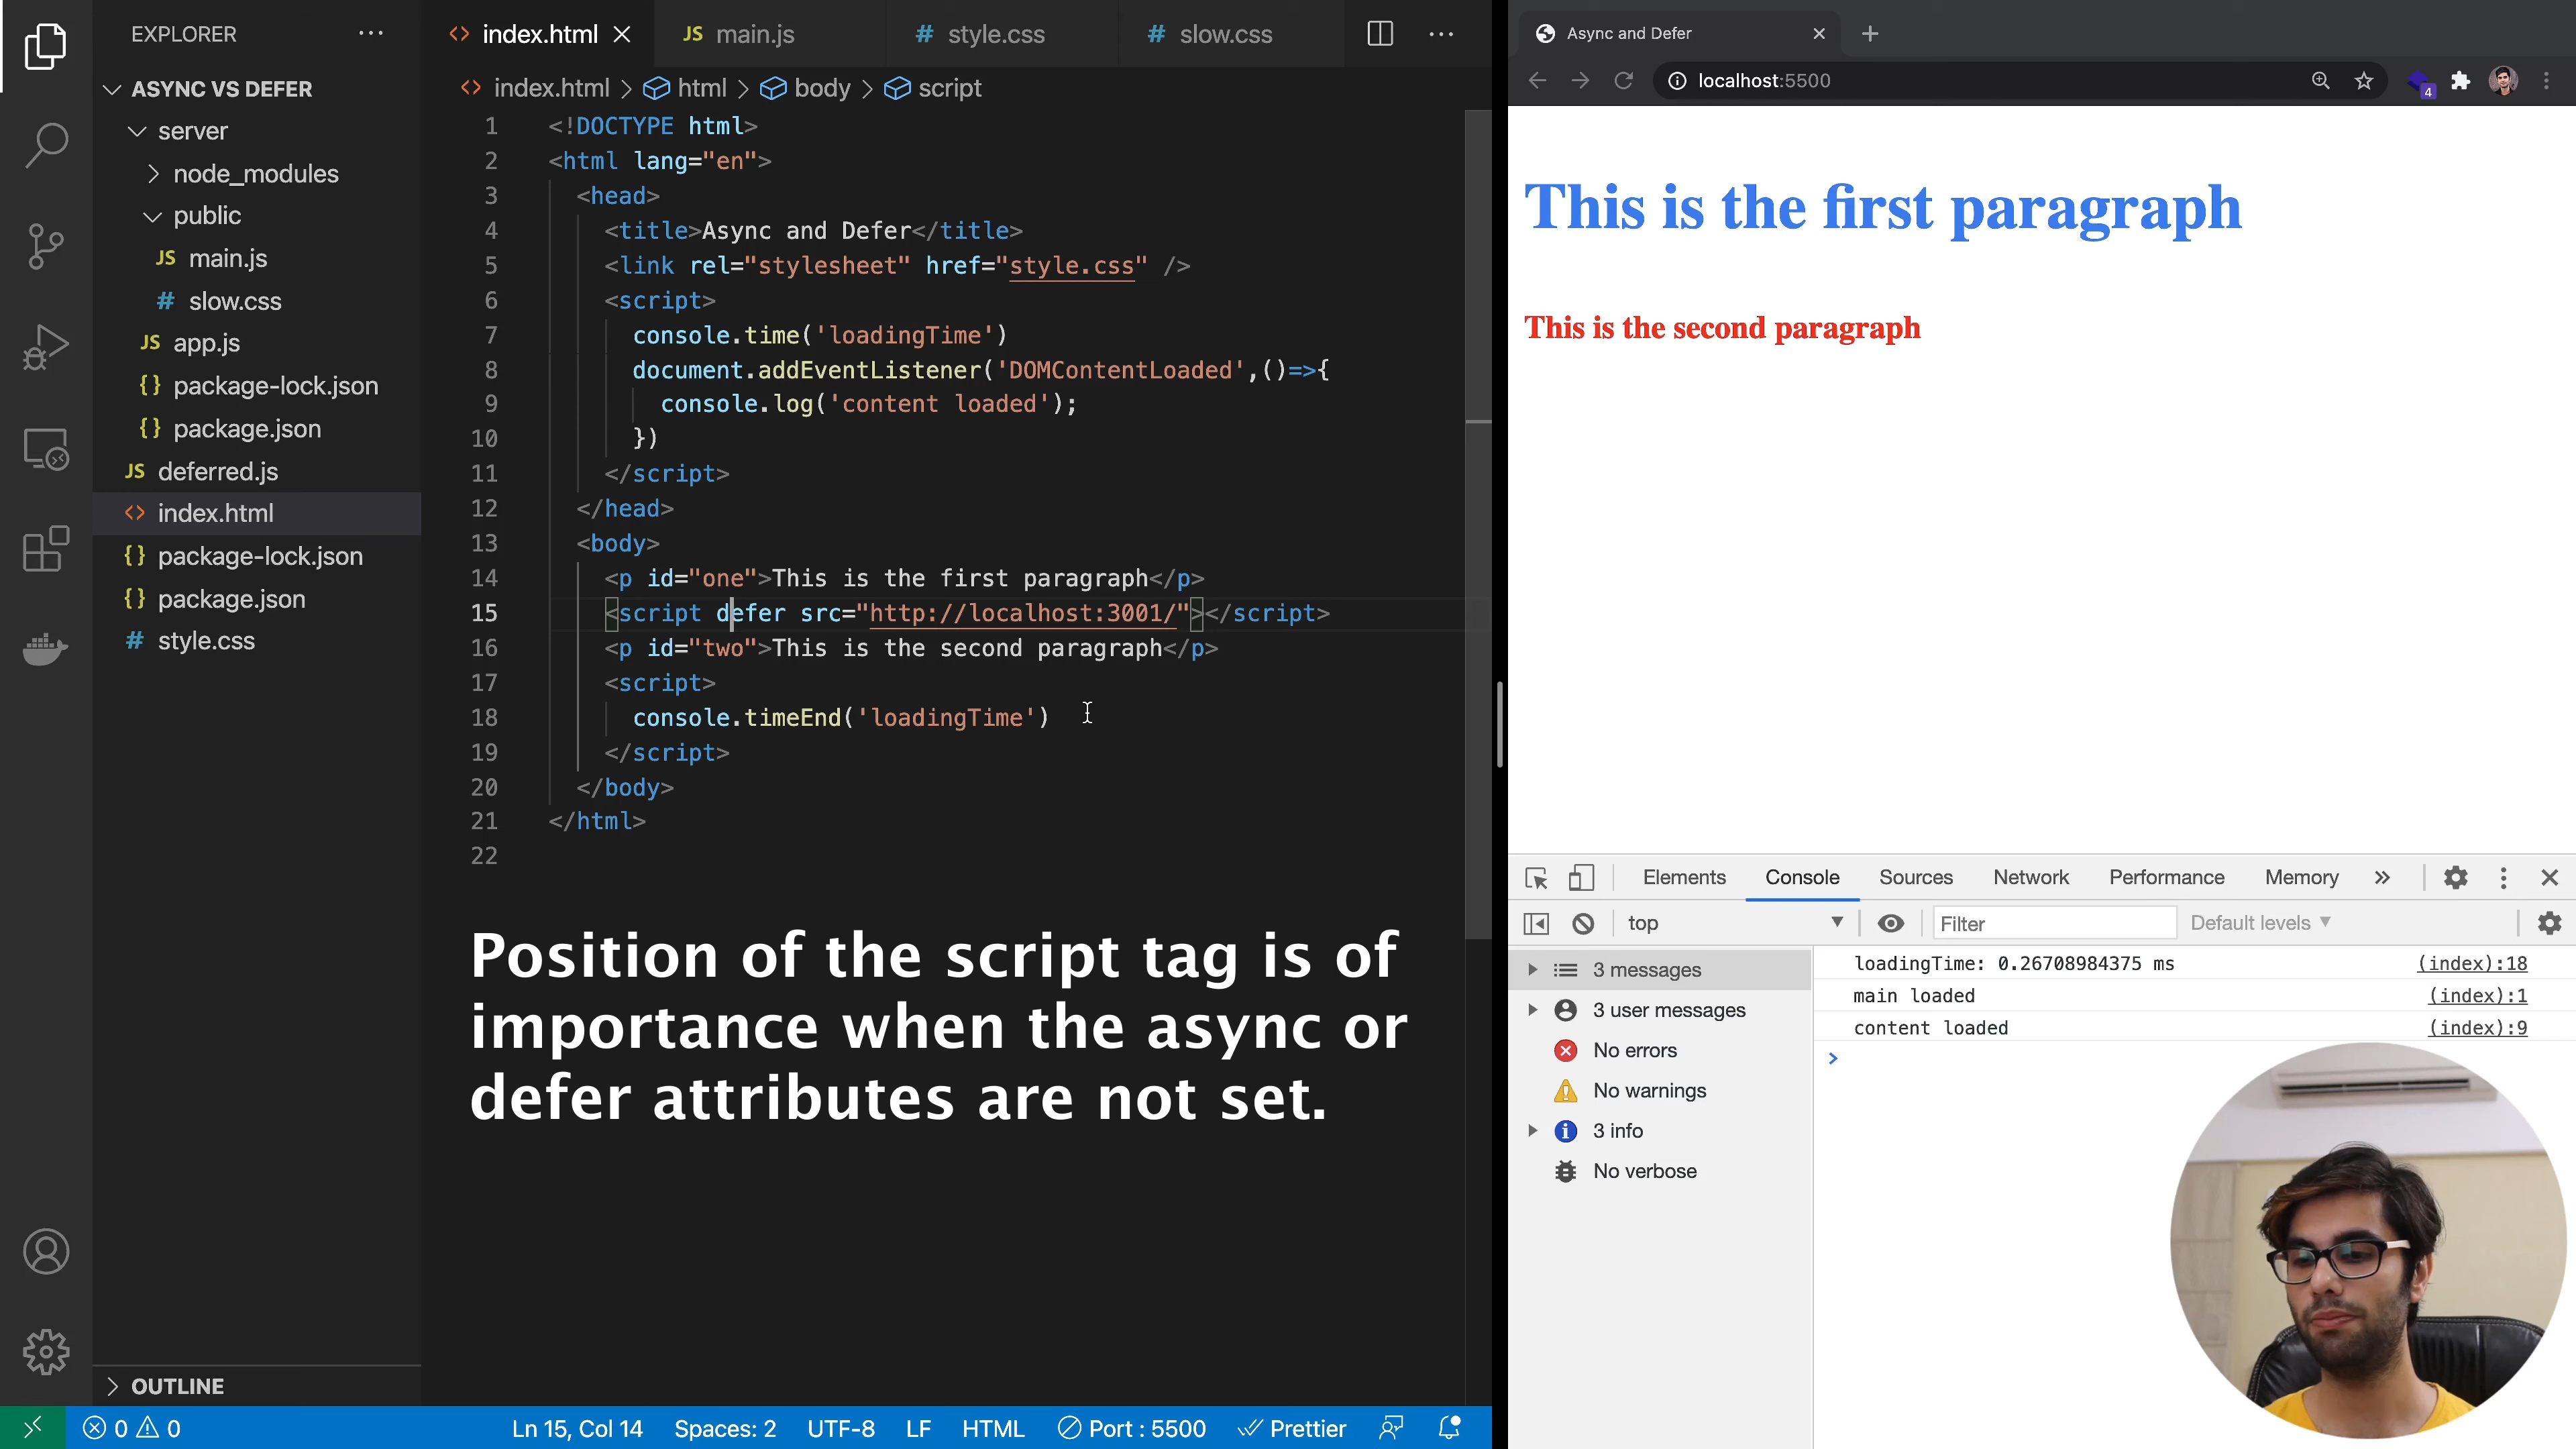 EXPLORER
ASYNC VS DEFER
server
node_modules
public
JS main.js
# slow.css
JS app.js
{} package-lock.json
{} package.json
JS deferred.js
<> index.html
{} package-lock.json
{} package.json
# style.css
OUTLINE
<> index.html
JS main.js
# style.css
# slow.css
<> index.html > html > body > script
1 <!DOCTYPE html>
2 <html lang="en">
3 <head>
4 <title>Async and Defer</title>
5 <link rel="stylesheet" href="style.css" />
6 <script>
7 console.time('loadingTime')
8 document.addEventListener('DOMContentLoaded',()=>{
9 console.log('content loaded');
10 })
11 </script>
12 </head>
13 <body>
14 <p id="one">This is the first paragraph</p>
15 <script defer src="http://localhost:3001/"></script>
16 <p id="two">This is the second paragraph</p>
17 <script>
18 console.timeEnd('loadingTime')
19 </script>
20 </body>
21 </html>
22
Position of the script tag is of
importance when the async or
defer attributes are not set.
0 0
Ln 15, Col 14 Spaces: 2 UTF-8 LF HTML Port : 5500 Prettier
Async and Defer
localhost:5500
4
This is the first paragraph
This is the second paragraph
Elements Console Sources Network Performance Memory
top Filter Default levels
3 messages
3 user messages
No errors
No warnings
3 info
No verbose
loadingTime: 0.26708984375 ms (index):18
main loaded (index):1
content loaded (index):9